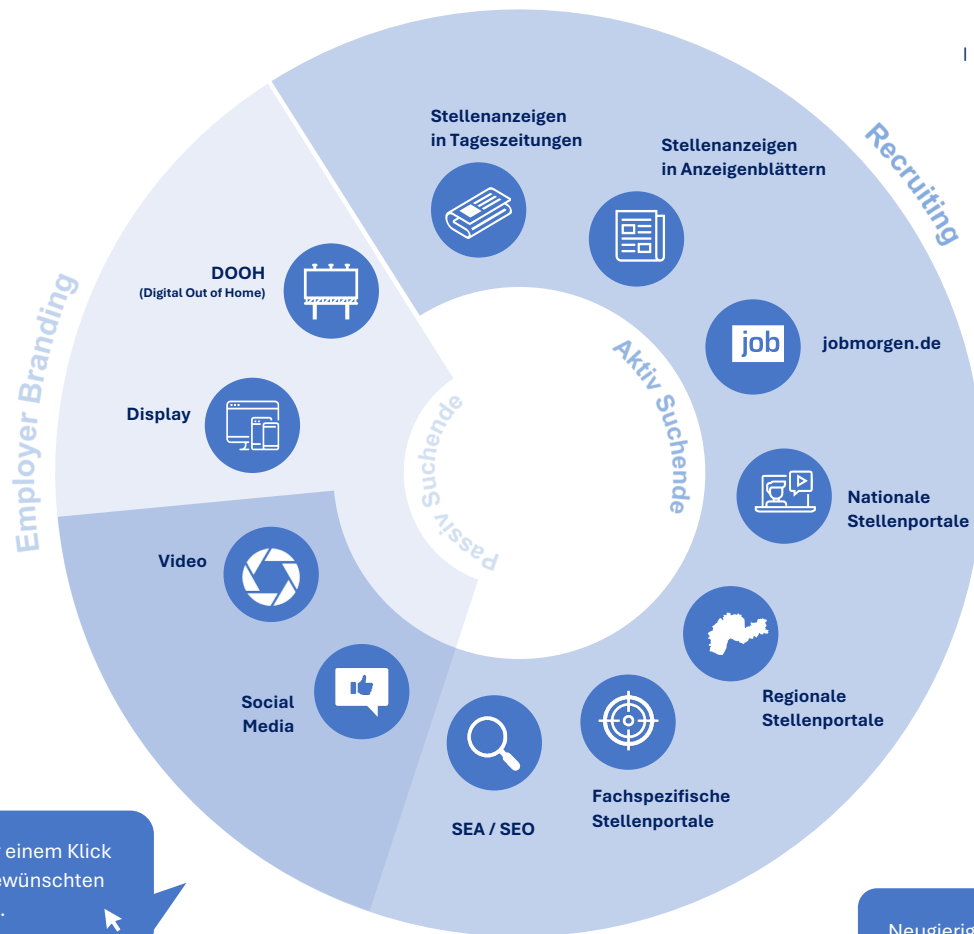 Stellenanzeigen
in Tageszeitungen
Stellenanzeigen
in Anzeigenblättern
Recruiting
DOOH
(Digital Out of Home)
job
jobmorgen.de
Employer Branding
Aktiv Suchende
Passiv Suchende
Display
Nationale
Stellenportale
Video
Regionale
Stellenportale
Social
Media
Fachspezifische
Stellenportale
SEA / SEO
einem Klick
ewünschten
.
Neugierig